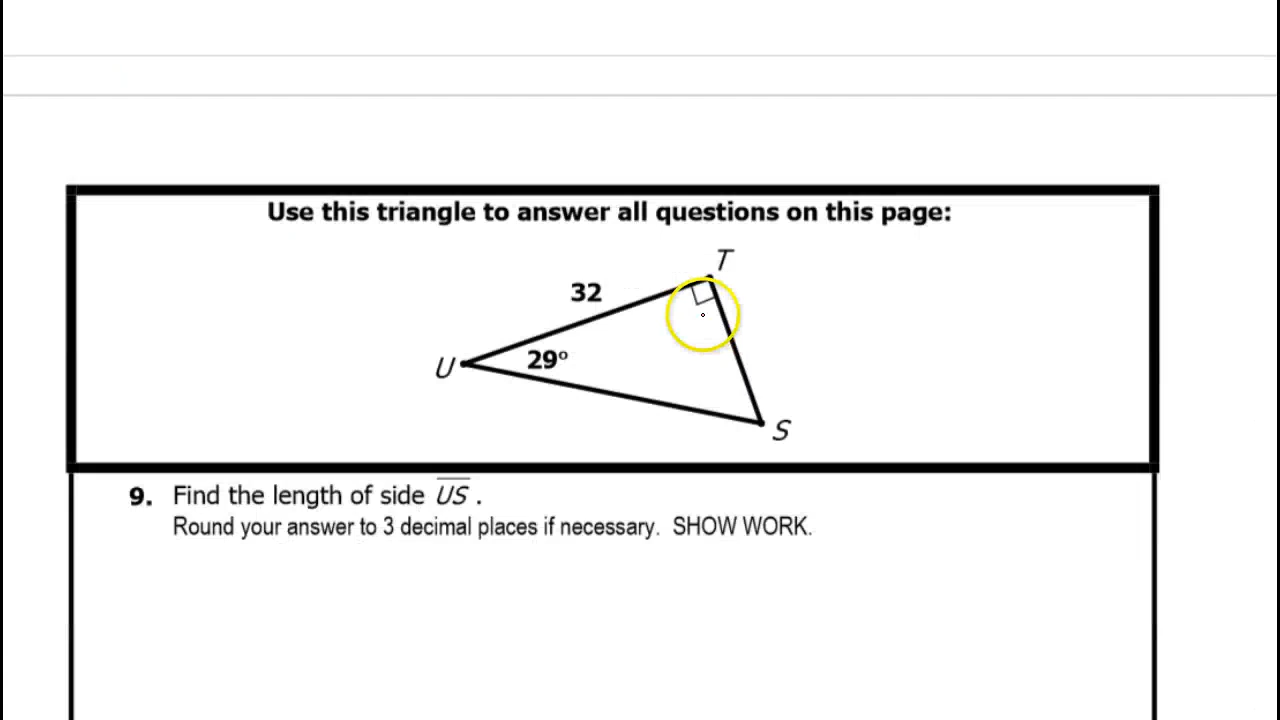 Use this triangle to answer all questions on this page:
T
32
U
29°
S
9. Find the length of side U͞S͞ .
Round your answer to 3 decimal places if necessary. SHOW WORK.